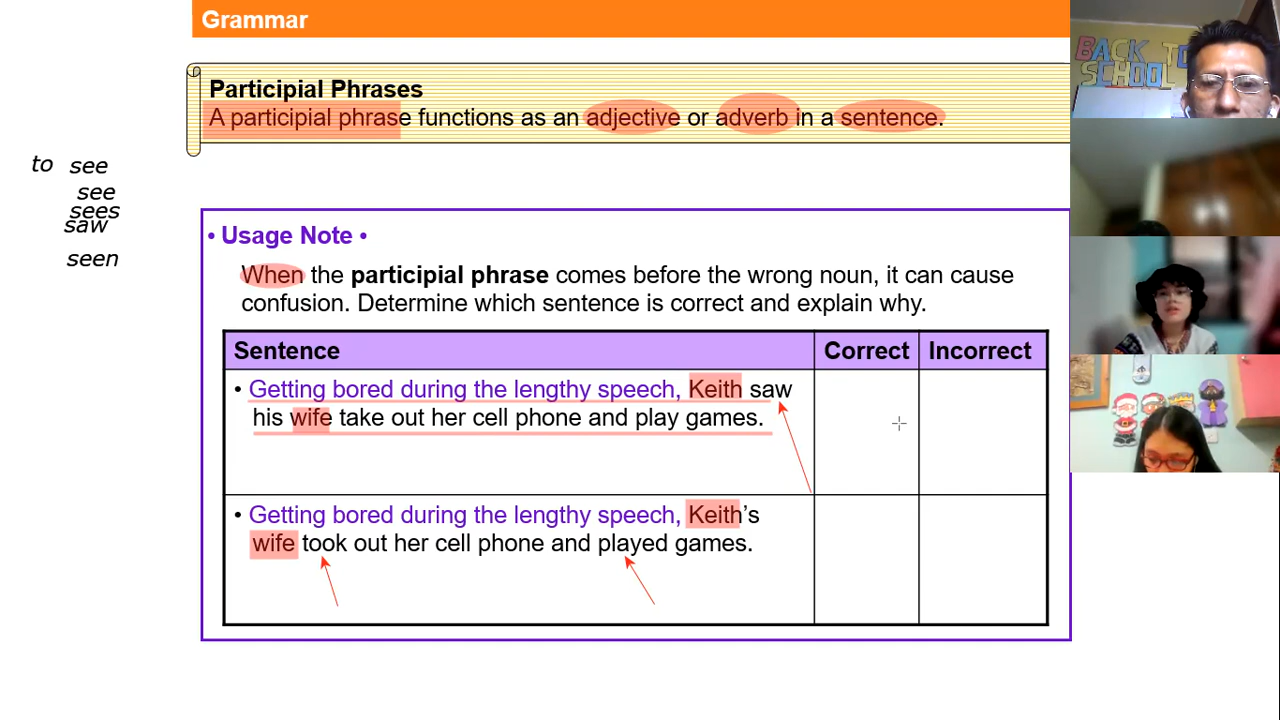 Grammar
Participial Phrases
A participial phrase functions as an adjective or adverb in a sentence.
to see
see
sees
saw
seen
• Usage Note •
When the participial phrase comes before the wrong noun, it can cause
confusion. Determine which sentence is correct and explain why.
Sentence Correct Incorrect
• Getting bored during the lengthy speech, Keith saw
his wife take out her cell phone and play games.
• Getting bored during the lengthy speech, Keith's
wife took out her cell phone and played games.
BACK TO
SCHOOL